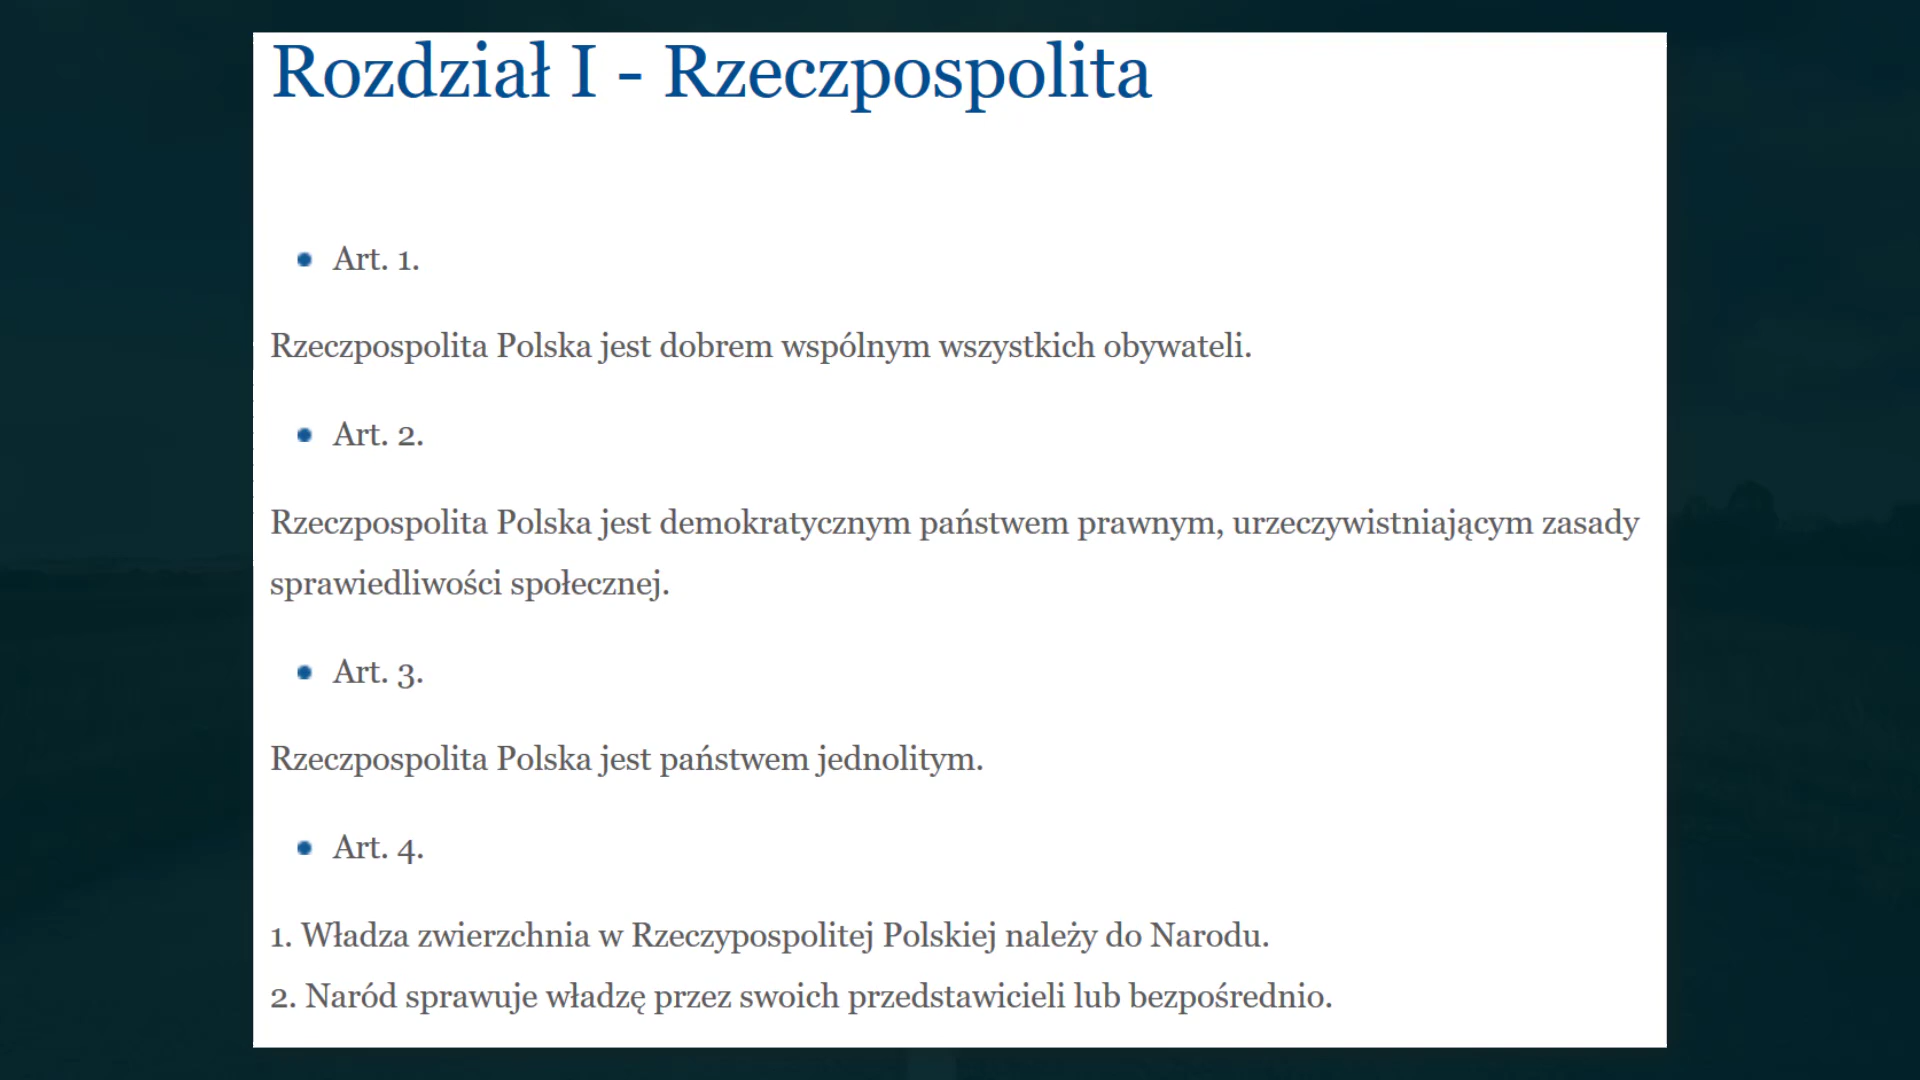 Rozdział I - Rzeczpospolita
• Art. 1.
Rzeczpospolita Polska jest dobrem wspólnym wszystkich obywateli.
• Art. 2.
Rzeczpospolita Polska jest demokratycznym państwem prawnym, urzeczywistniającym zasady
sprawiedliwości społecznej.
• Art. 3.
Rzeczpospolita Polska jest państwem jednolitym.
• Art. 4.
1. Władza zwierzchnia w Rzeczypospolitej Polskiej należy do Narodu.
2. Naród sprawuje władzę przez swoich przedstawicieli lub bezpośrednio.